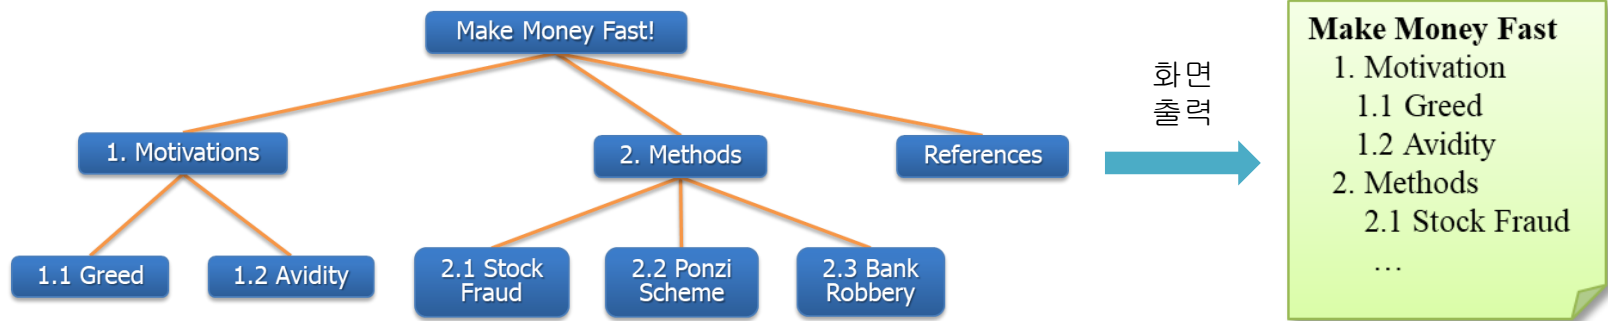 Make Money Fast!
1. Motivations
2. Methods
References
1.1 Greed
1.2 Avidity
2.1 Stock
Fraud
2.2 Ponzi
Scheme
2.3 Bank
Robbery
화면
출력
Make Money Fast
1. Motivation
1.1 Greed
1.2 Avidity
2. Methods
2.1 Stock Fraud
...